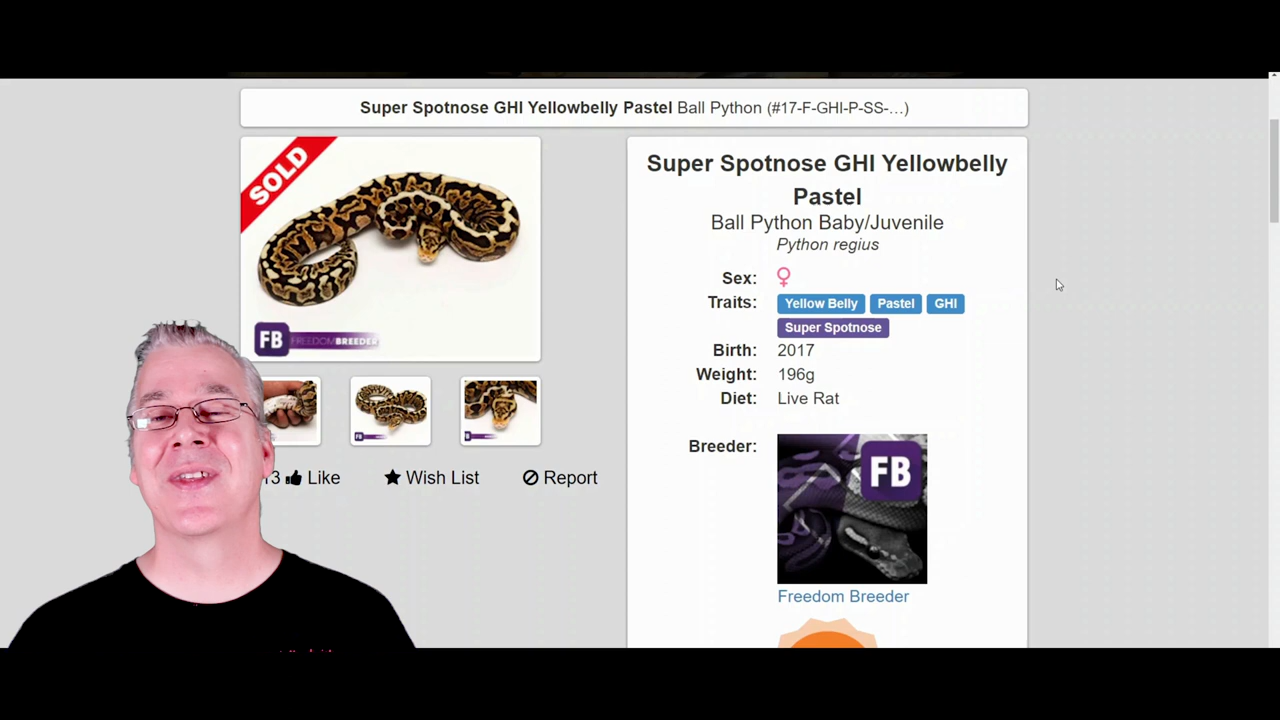 Super Spotnose GHI Yellowbelly Pastel Ball Python (#17-F-GHI-P-SS-...)
SOLD
FB FREEDOMBREEDER
3 Like
Wish List
Report
Super Spotnose GHI Yellowbelly
Pastel
Ball Python Baby/Juvenile
Python regius
Sex: ♀
Traits: Yellow Belly Pastel GHI
Super Spotnose
Birth: 2017
Weight: 196g
Diet: Live Rat
Breeder:
FB
Freedom Breeder